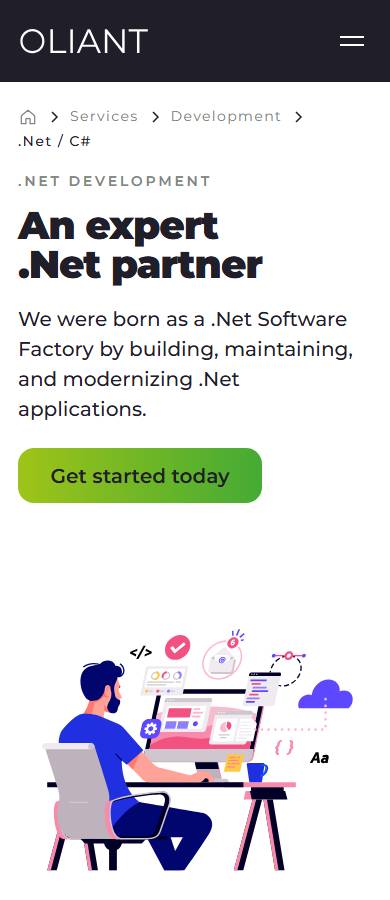 OLIANT
Services Development
.Net / C#
.NET DEVELOPMENT
An expert
.Net partner
We were born as a .Net Software
Factory by building, maintaining,
and modernizing .Net
applications.
Get started today
</>
6
@
{ }
Aa